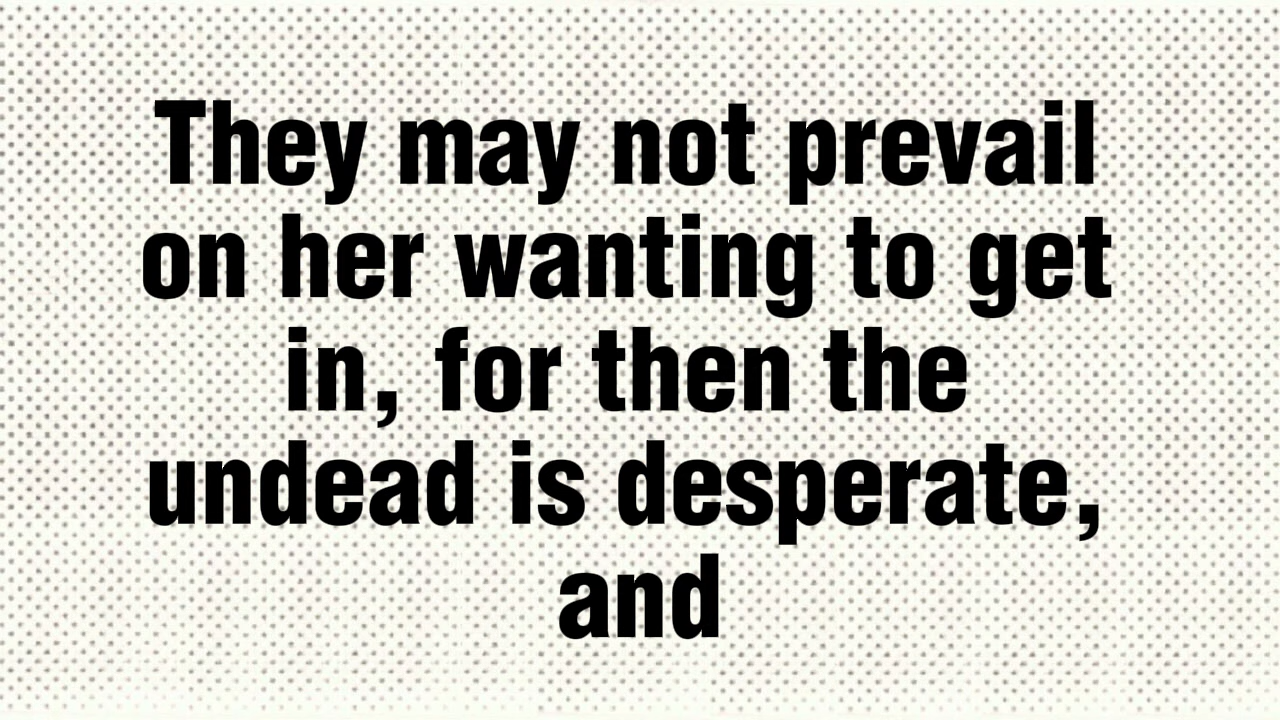 They may not prevail
on her wanting to get
in, for then the
undead is desperate,
and